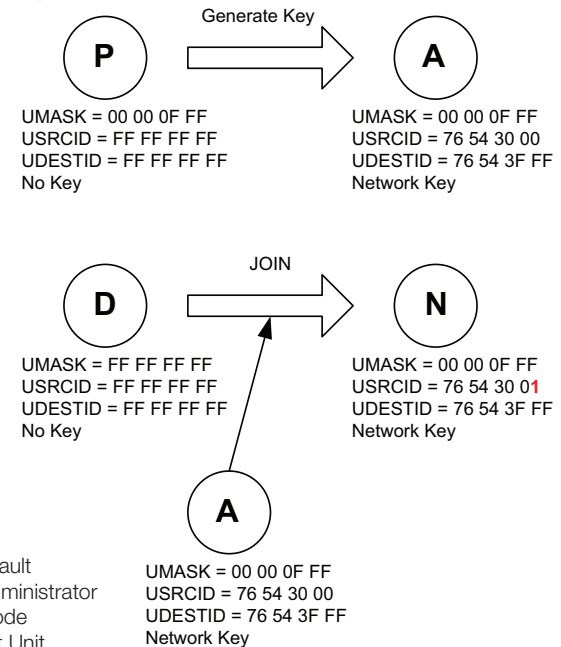 Generate Key
P
A
UMASK = 00 00 0F FF
USRCID = FF FF FF FF
UDESTID = FF FF FF FF
No Key
UMASK = 00 00 0F FF
USRCID = 76 54 30 00
UDESTID = 76 54 3F FF
Network Key
JOIN
D
N
UMASK = FF FF FF FF
USRCID = FF FF FF FF
UDESTID = FF FF FF FF
No Key
UMASK = 00 00 0F FF
USRCID = 76 54 30 01
UDESTID = 76 54 3F FF
Network Key
A
UMASK = 00 00 0F FF
USRCID = 76 54 30 00
UDESTID = 76 54 3F FF
Network Key
Unit